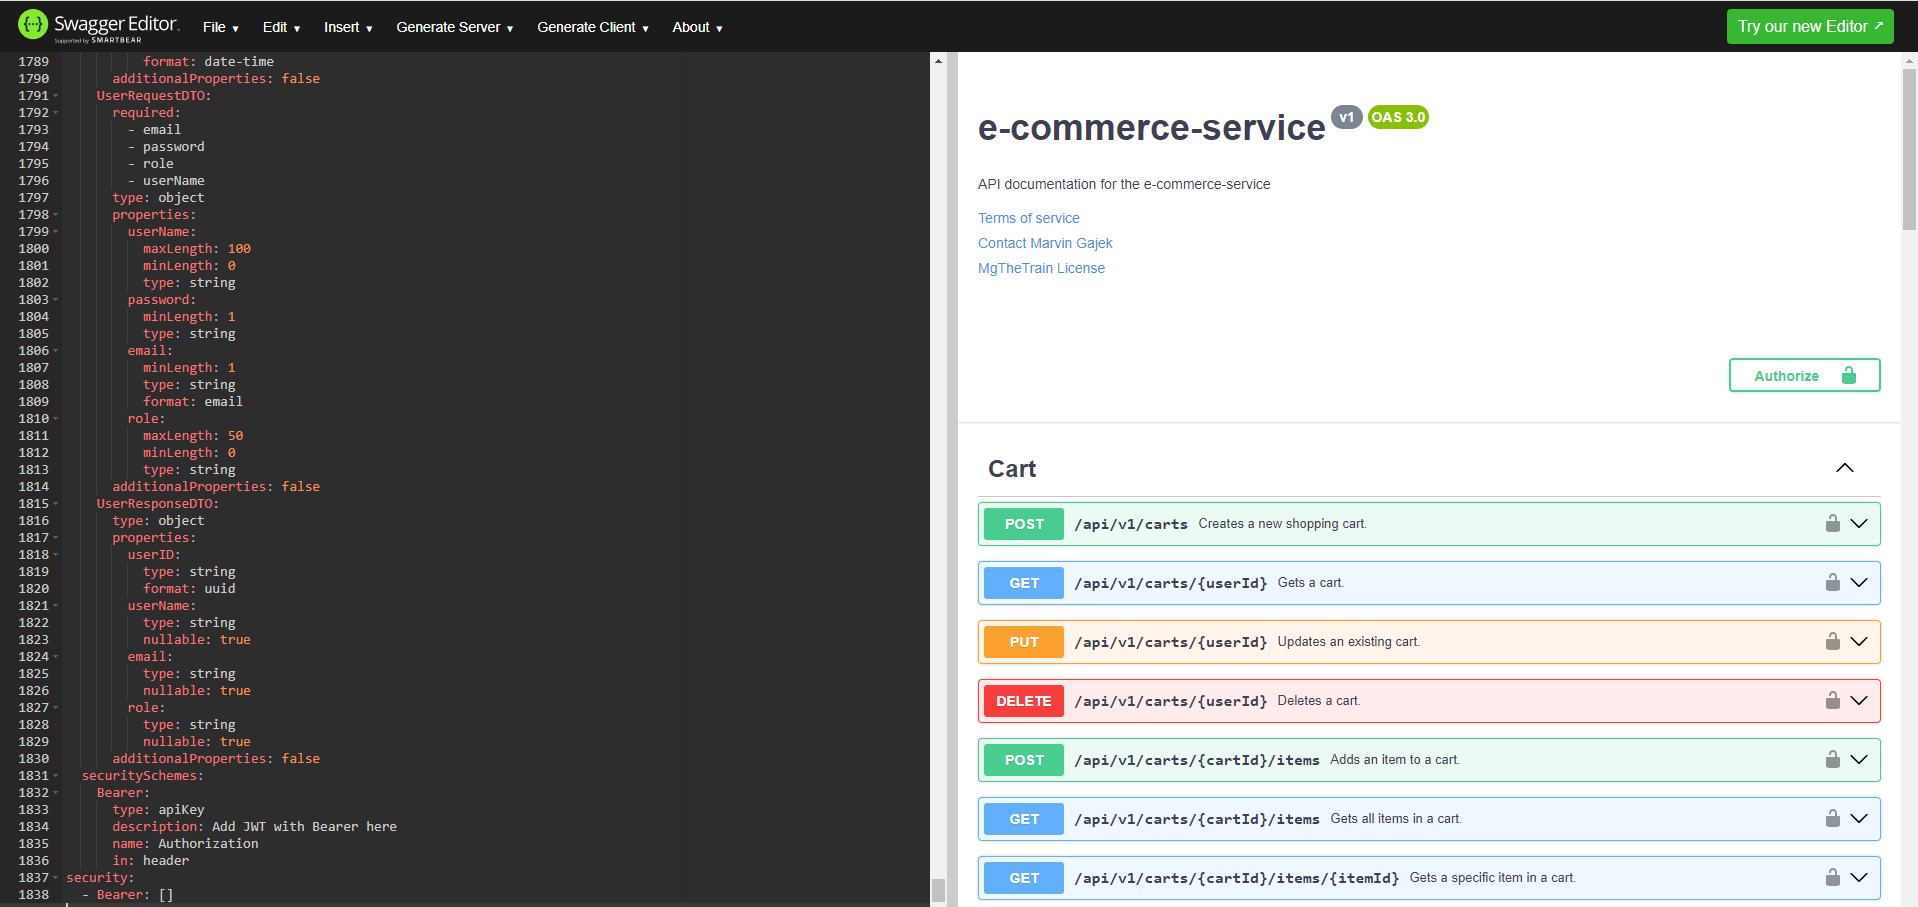 Swagger Editor
Supported by SMARTBEAR
File ▾ Edit ▾ Insert ▾ Generate Server ▾ Generate Client ▾ About ▾
Try our new Editor ↗
1789 format: date-time
1790 additionalProperties: false
1791 UserRequestDTO:
1792 required:
1793 - email
1794 - password
1795 - role
1796 - userName
1797 type: object
1798 properties:
1799 userName:
1800 maxLength: 100
1801 minLength: 0
1802 type: string
1803 password:
1804 minLength: 1
1805 type: string
1806 email:
1807 minLength: 1
1808 type: string
1809 format: email
1810 role:
1811 maxLength: 50
1812 minLength: 0
1813 type: string
1814 additionalProperties: false
1815 UserResponseDTO:
1816 type: object
1817 properties:
1818 userID:
1819 type: string
1820 format: uuid
1821 userName:
1822 type: string
1823 nullable: true
1824 email:
1825 type: string
1826 nullable: true
1827 role:
1828 type: string
1829 nullable: true
1830 additionalProperties: false
1831 securitySchemes:
1832 Bearer:
1833 type: apiKey
1834 description: Add JWT with Bearer here
1835 name: Authorization
1836 in: header
1837 security:
1838 - Bearer: []
e-commerce-service v1 OAS 3.0
API documentation for the e-commerce-service
Terms of service
Contact Marvin Gajek
MgTheTrain License
Authorize
Cart
POST /api/v1/carts Creates a new shopping cart.
GET /api/v1/carts/{userId} Gets a cart.
PUT /api/v1/carts/{userId} Updates an existing cart.
DELETE /api/v1/carts/{userId} Deletes a cart.
POST /api/v1/carts/{cartId}/items Adds an item to a cart.
GET /api/v1/carts/{cartId}/items Gets all items in a cart.
GET /api/v1/carts/{cartId}/items/{itemId} Gets a specific item in a cart.